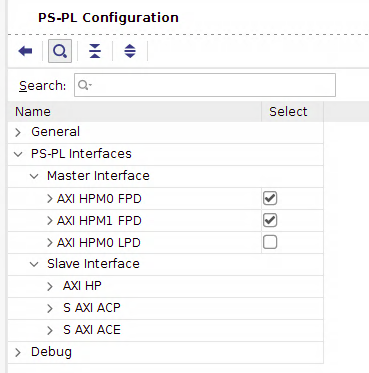 PS-PL Configuration
Search:
Name Select
General
PS-PL Interfaces
Master Interface
AXI HPM0 FPD
AXI HPM1 FPD
AXI HPM0 LPD
Slave Interface
AXI HP
S AXI ACP
S AXI ACE
Debug